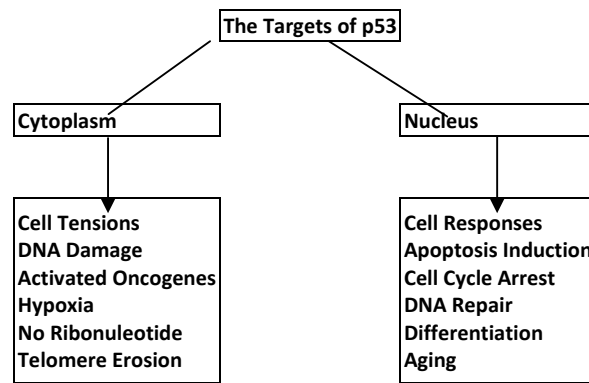 The Targets of p53
Cytoplasm
Nucleus
Cell Tensions
DNA Damage
Activated Oncogenes
Hypoxia
No Ribonuleotide
Telomere Erosion
Cell Responses
Apoptosis Induction
Cell Cycle Arrest
DNA Repair
Differentiation
Aging